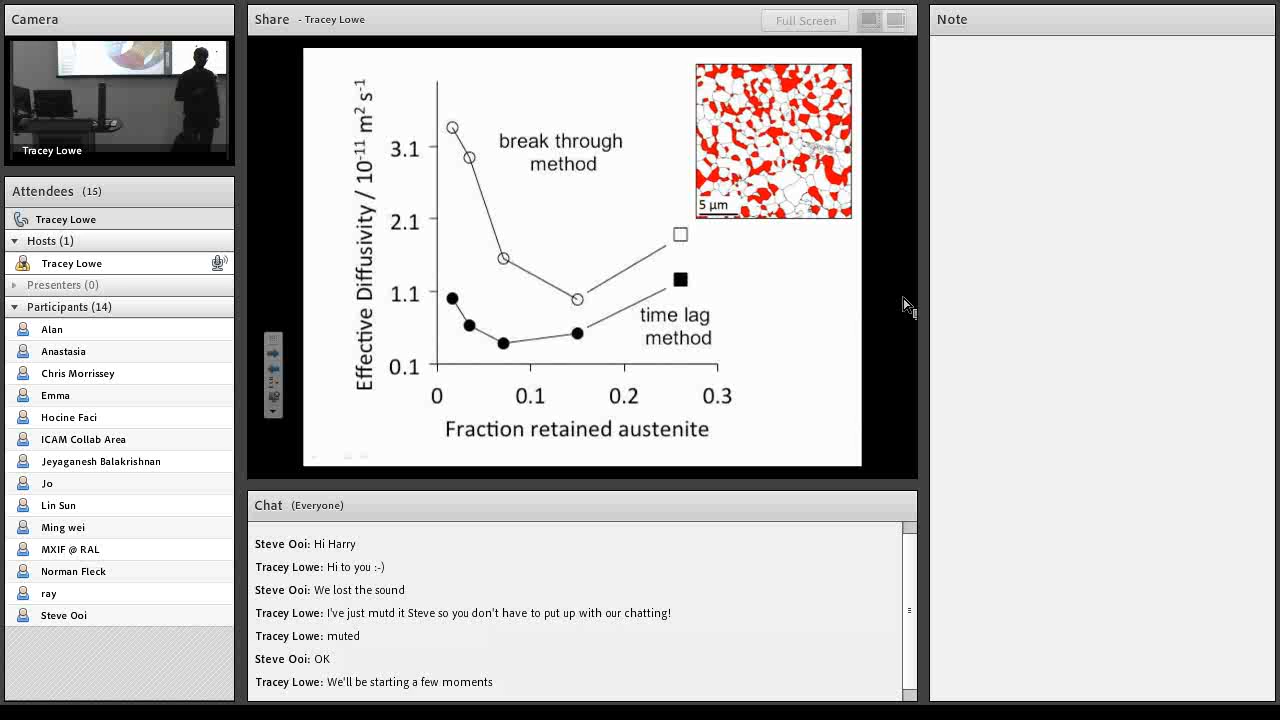 Camera
Tracey Lowe
Attendees (15)
Tracey Lowe
Hosts (1)
Tracey Lowe
Presenters (0)
Participants (14)
Alan
Anastasia
Chris Morrissey
Emma
Hocine Faci
ICAM Collab Area
Jeyaganesh Balakrishnan
Jo
Lin Sun
Ming wei
MXIF @ RAL
Norman Fleck
ray
Steve Ooi
Share - Tracey Lowe
Full Screen
Effective Diffusivity / 10⁻¹¹ m² s⁻¹
3.1
2.1
1.1
0.1
break through
method
time lag
method
5 μm
0 0.1 0.2 0.3
Fraction retained austenite
Chat (Everyone)
Steve Ooi: Hi Harry
Tracey Lowe: Hi to you :-)
Steve Ooi: We lost the sound
Tracey Lowe: I've just mutd it Steve so you don't have to put up with our chatting!
Tracey Lowe: muted
Steve Ooi: OK
Tracey Lowe: We'll be starting a few moments
Note